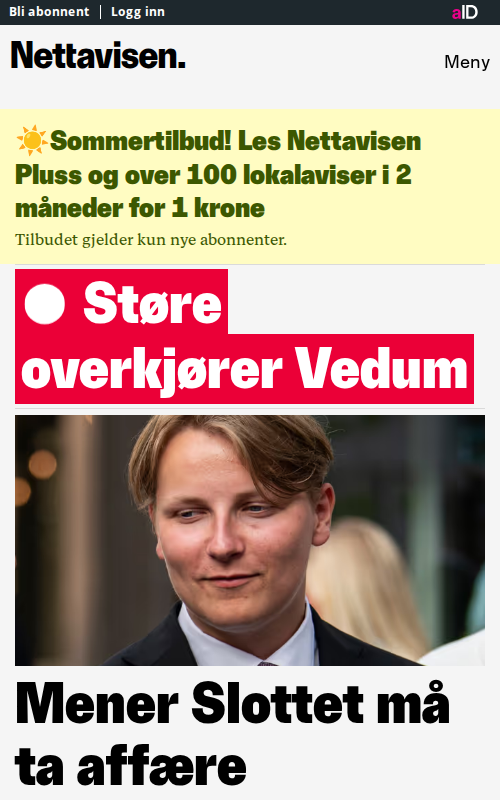 Bli abonnent | Logg inn
aID
Nettavisen.
Meny
☀️Sommertilbud! Les Nettavisen
Pluss og over 100 lokalaviser i 2
måneder for 1 krone
Tilbudet gjelder kun nye abonnenter.
Støre
overkjører Vedum
Mener Slottet må
ta affære